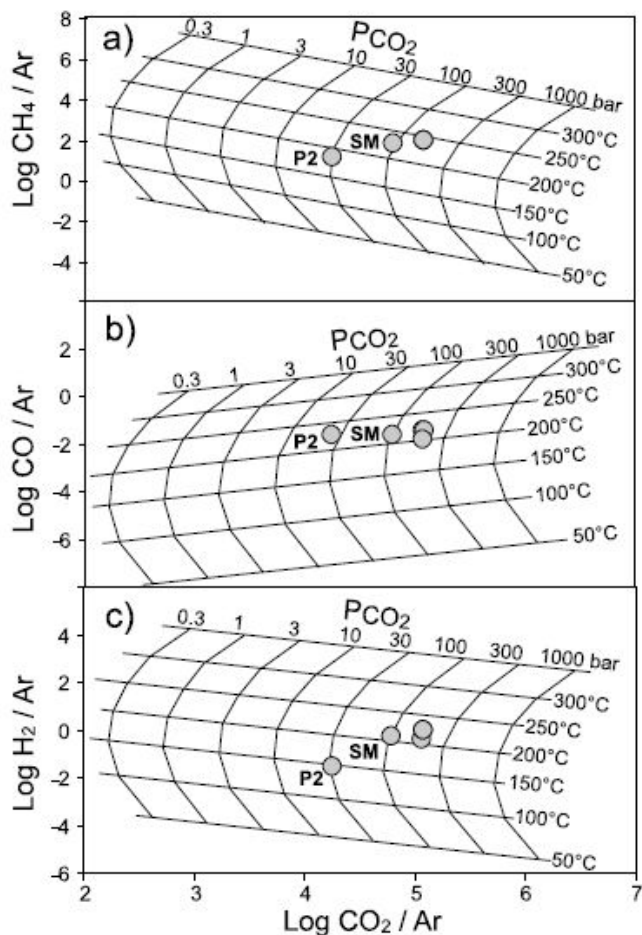 a)
PCO2
0.3 1 3 10 30 100 300 1000 bar
300°C
250°C
200°C
150°C
100°C
50°C
P2
SM
8
6
4
2
0
-2
-4
Log CH4 / Ar
b)
PCO2
0.3 1 3 10 30 100 300 1000 bar
300°C
250°C
200°C
150°C
100°C
50°C
P2
SM
2
0
-2
-4
-6
Log CO / Ar
c)
PCO2
0.3 1 3 10 30 100 300 1000 bar
300°C
250°C
200°C
150°C
100°C
50°C
SM
P2
4
2
0
-2
-4
-6
Log H2 / Ar
2 3 4 5 6 7
Log CO2 / Ar